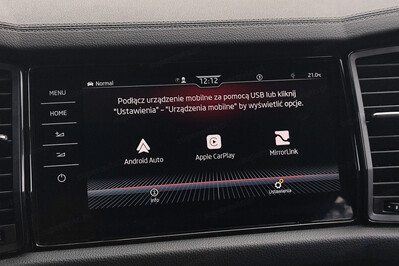 MENU
HOME
Normal
12:12
21.0
Podłącz urządzenie mobilne za pomocą USB lub kliknij
"Ustawienia" - "Urządzenia mobilne" by wyświetlić opcje.
Android Auto
Apple CarPlay
MirrorLink
Info
Ustawienia